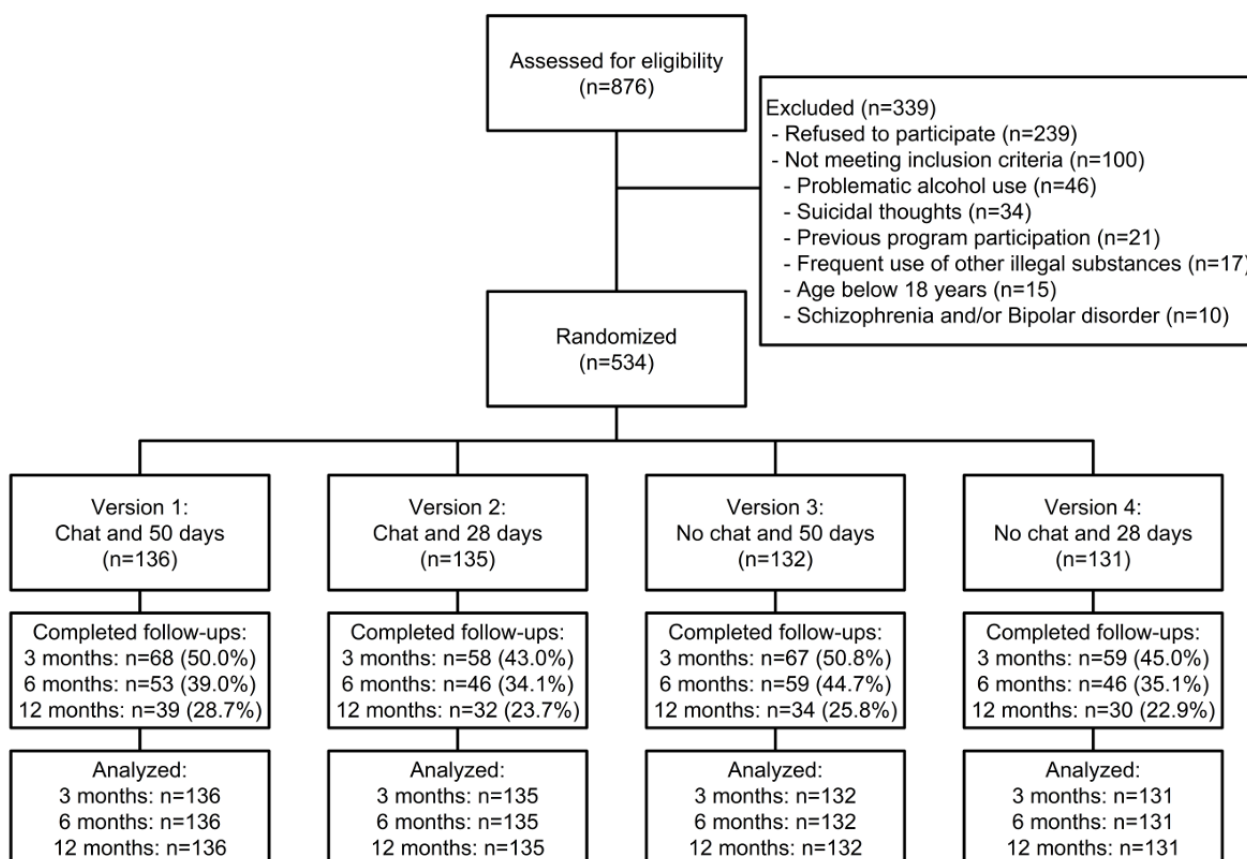 Assessed for eligibility
(n=876)
Excluded (n=339)
- Refused to participate (n=239)
- Not meeting inclusion criteria (n=100)
- Problematic alcohol use (n=46)
- Suicidal thoughts (n=34)
- Previous program participation (n=21)
- Frequent use of other illegal substances (n=17)
- Age below 18 years (n=15)
- Schizophrenia and/or Bipolar disorder (n=10)
Randomized
(n=534)
Version 1:
Chat and 50 days
(n=136)
Version 2:
Chat and 28 days
(n=135)
Version 3:
No chat and 50 days
(n=132)
Version 4:
No chat and 28 days
(n=131)
Completed follow-ups:
3 months: n=68 (50.0%)
6 months: n=53 (39.0%)
12 months: n=39 (28.7%)
Completed follow-ups:
3 months: n=58 (43.0%)
6 months: n=46 (34.1%)
12 months: n=32 (23.7%)
Completed follow-ups:
3 months: n=67 (50.8%)
6 months: n=59 (44.7%)
12 months: n=34 (25.8%)
Completed follow-ups:
3 months: n=59 (45.0%)
6 months: n=46 (35.1%)
12 months: n=30 (22.9%)
Analyzed:
3 months: n=136
6 months: n=136
12 months: n=136
Analyzed:
3 months: n=135
6 months: n=135
12 months: n=135
Analyzed:
3 months: n=132
6 months: n=132
12 months: n=132
Analyzed:
3 months: n=131
6 months: n=131
12 months: n=131